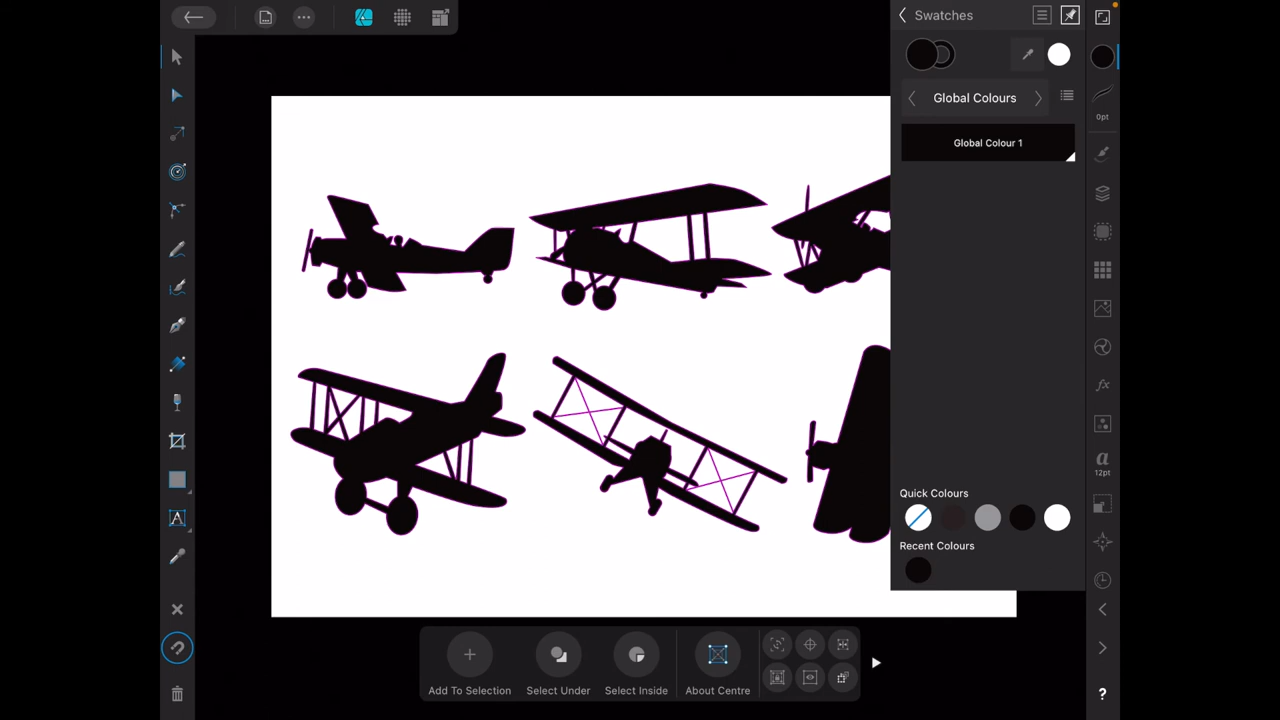 Swatches
Global Colours
0pt
Global Colour 1
a
12pt
fx
Quick Colours
Recent Colours
Add To Selection
Select Under
Select Inside
About Centre
A
?